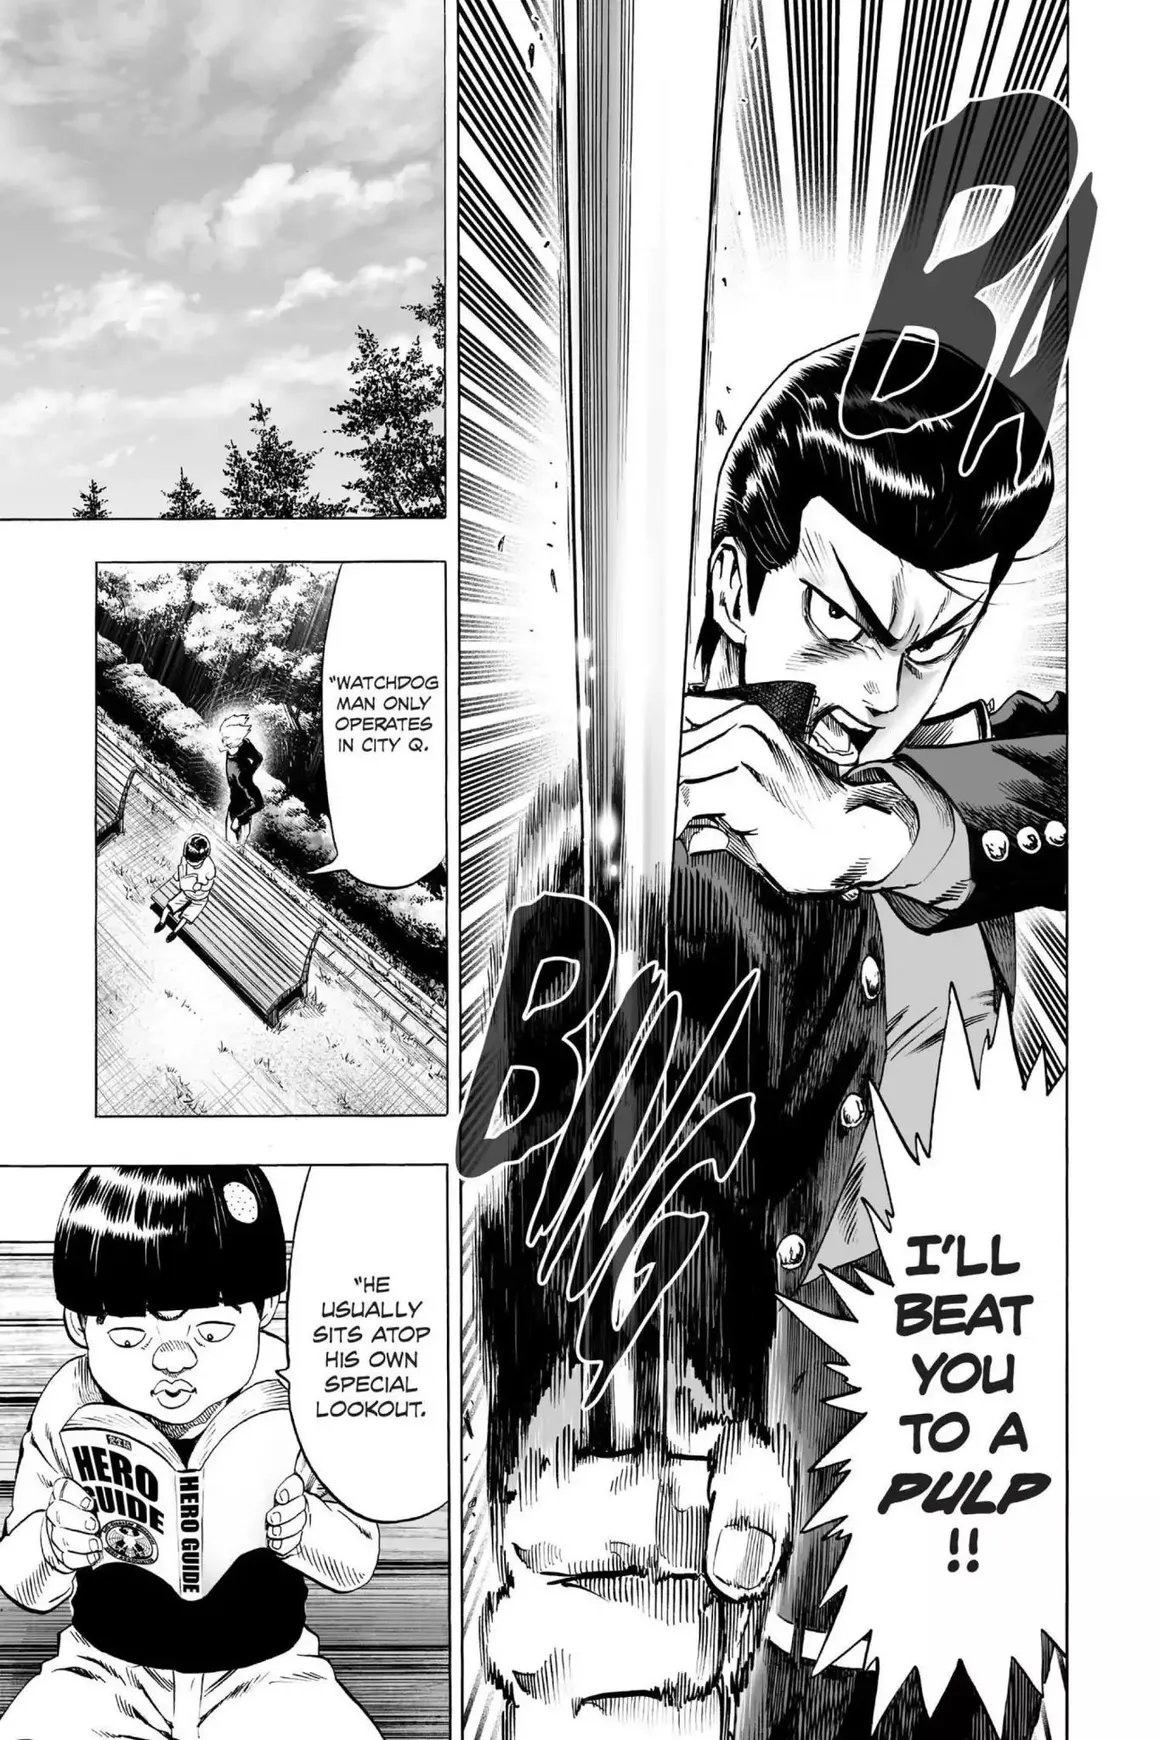 BA
BING
I'LL
BEAT
YOU
TO A
PULP
!!
"WATCHDOG
MAN ONLY
OPERATES
IN CITY Q.
"HE
USUALLY
SITS ATOP
HIS OWN
SPECIAL
LOOKOUT.
HERO
GUIDE
HERO GUIDE